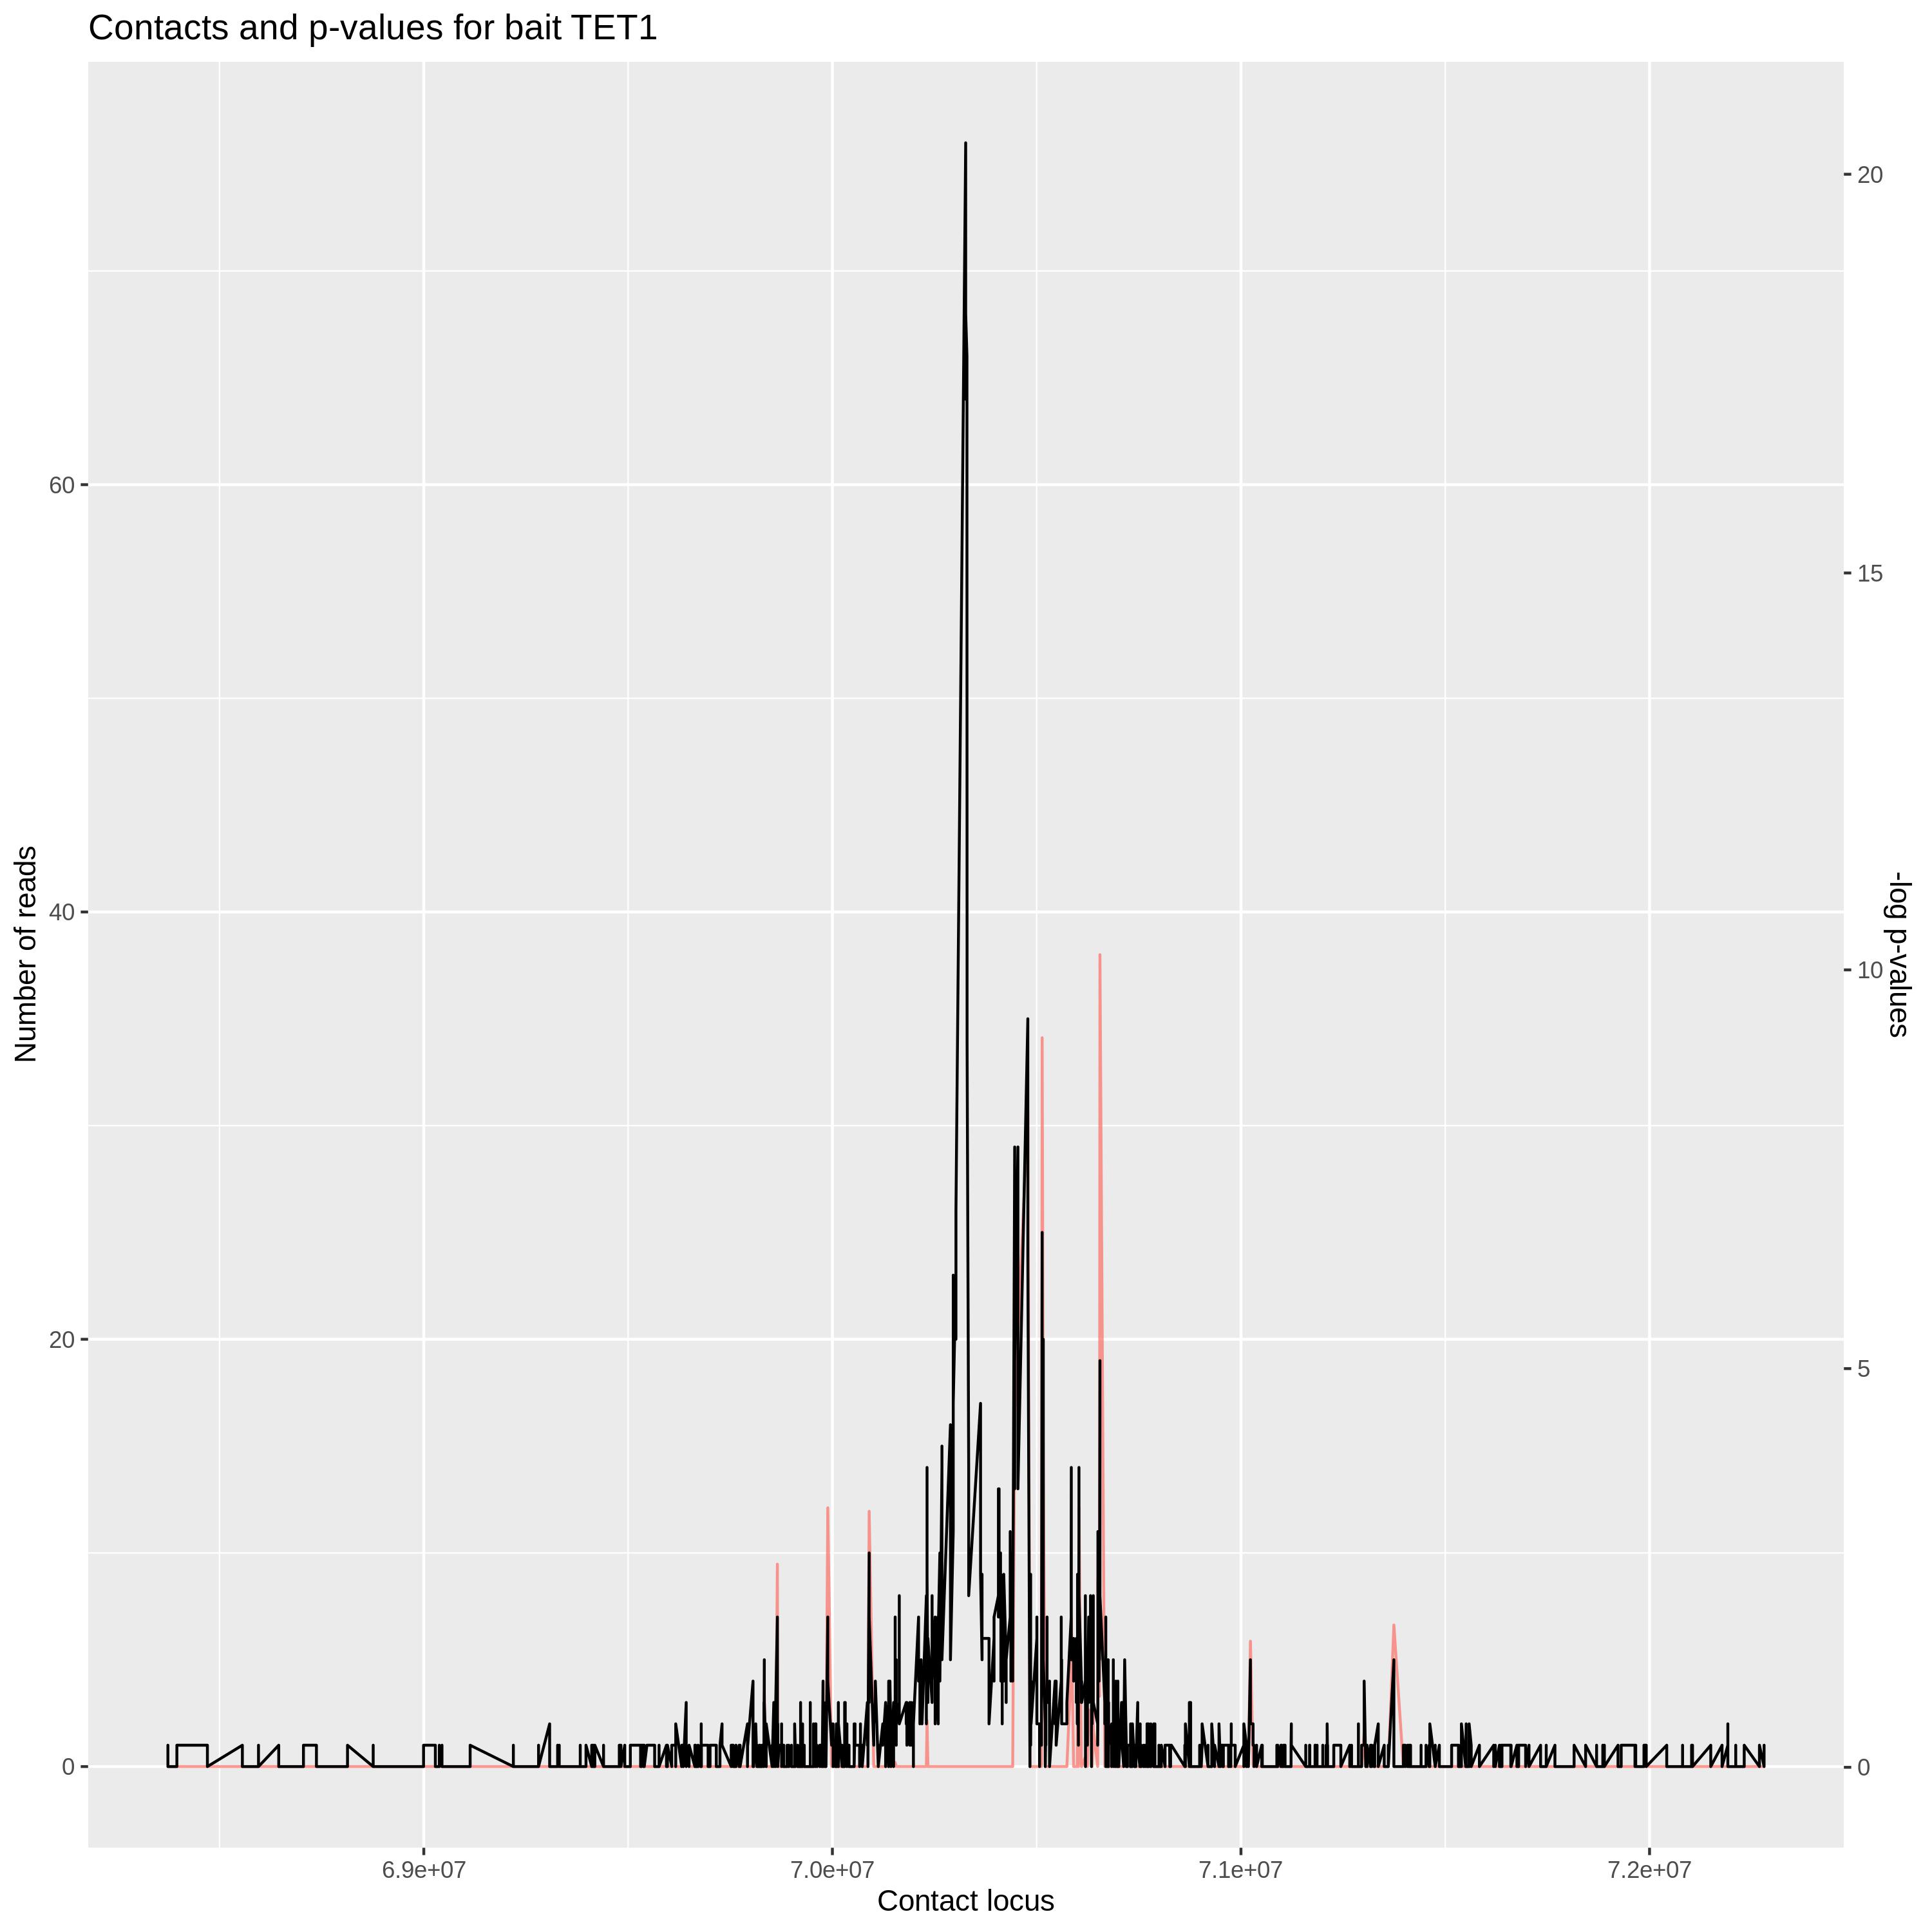 Contacts and p-values for bait TET1
Number of reads
60
40
20
0
20
15
10
5
0
-log p-values
6.9e+07 7.0e+07 7.1e+07 7.2e+07
Contact locus